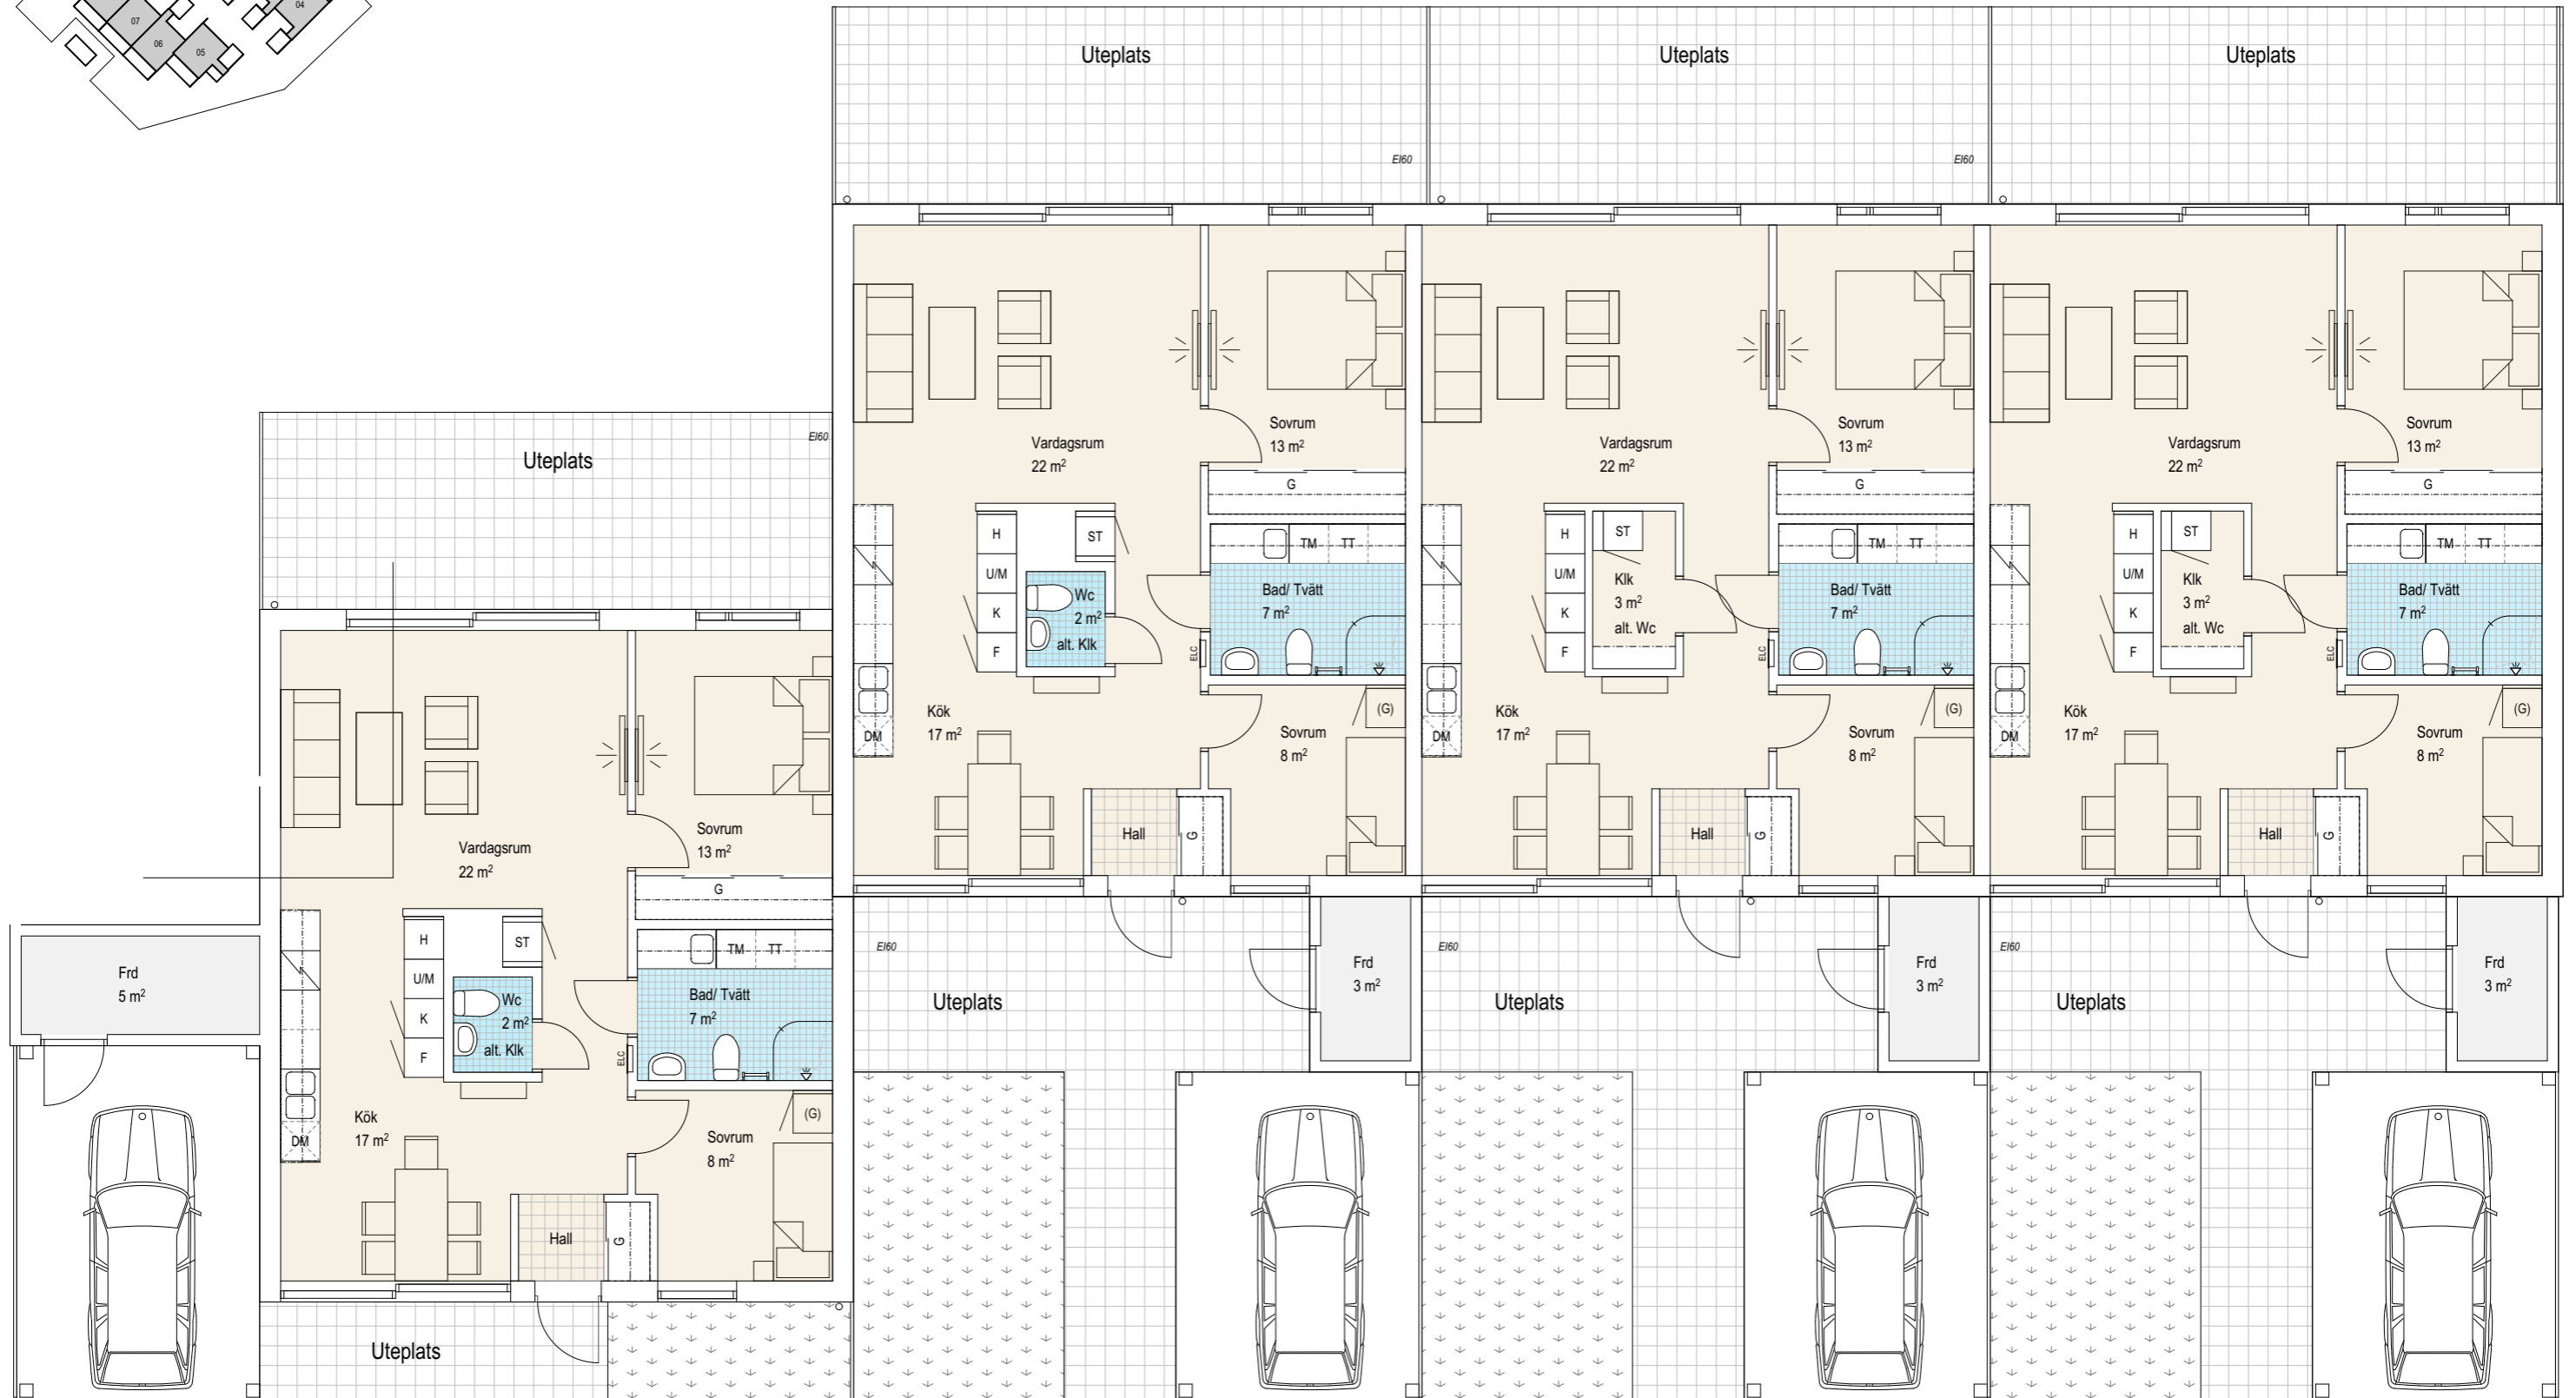 07
06
05
04
Uteplats
Uteplats
Uteplats
EI60
EI60
Vardagsrum
22 m²
Sovrum
13 m²
G
H
U/M
K
F
ST
Wc
2 m²
alt. Klk
TM
TT
Bad/ Tvätt
7 m²
ELC
Kök
17 m²
DM
Sovrum
8 m²
(G)
Hall
G
Vardagsrum
22 m²
Sovrum
13 m²
G
H
U/M
K
F
ST
Klk
3 m²
alt. Wc
TM
TT
Bad/ Tvätt
7 m²
ELC
Kök
17 m²
DM
Sovrum
8 m²
(G)
Hall
G
Vardagsrum
22 m²
Sovrum
13 m²
G
H
U/M
K
F
ST
Klk
3 m²
alt. Wc
TM
TT
Bad/ Tvätt
7 m²
ELC
Kök
17 m²
DM
Sovrum
8 m²
(G)
Hall
G
Uteplats
EI60
Vardagsrum
22 m²
Sovrum
13 m²
G
H
U/M
K
F
ST
Wc
2 m²
alt. Klk
TM
TT
Bad/ Tvätt
7 m²
ELC
Kök
17 m²
DM
Sovrum
8 m²
(G)
Hall
G
Frd
5 m²
Uteplats
EI60
Uteplats
Frd
3 m²
EI60
Uteplats
Frd
3 m²
EI60
Uteplats
Frd
3 m²